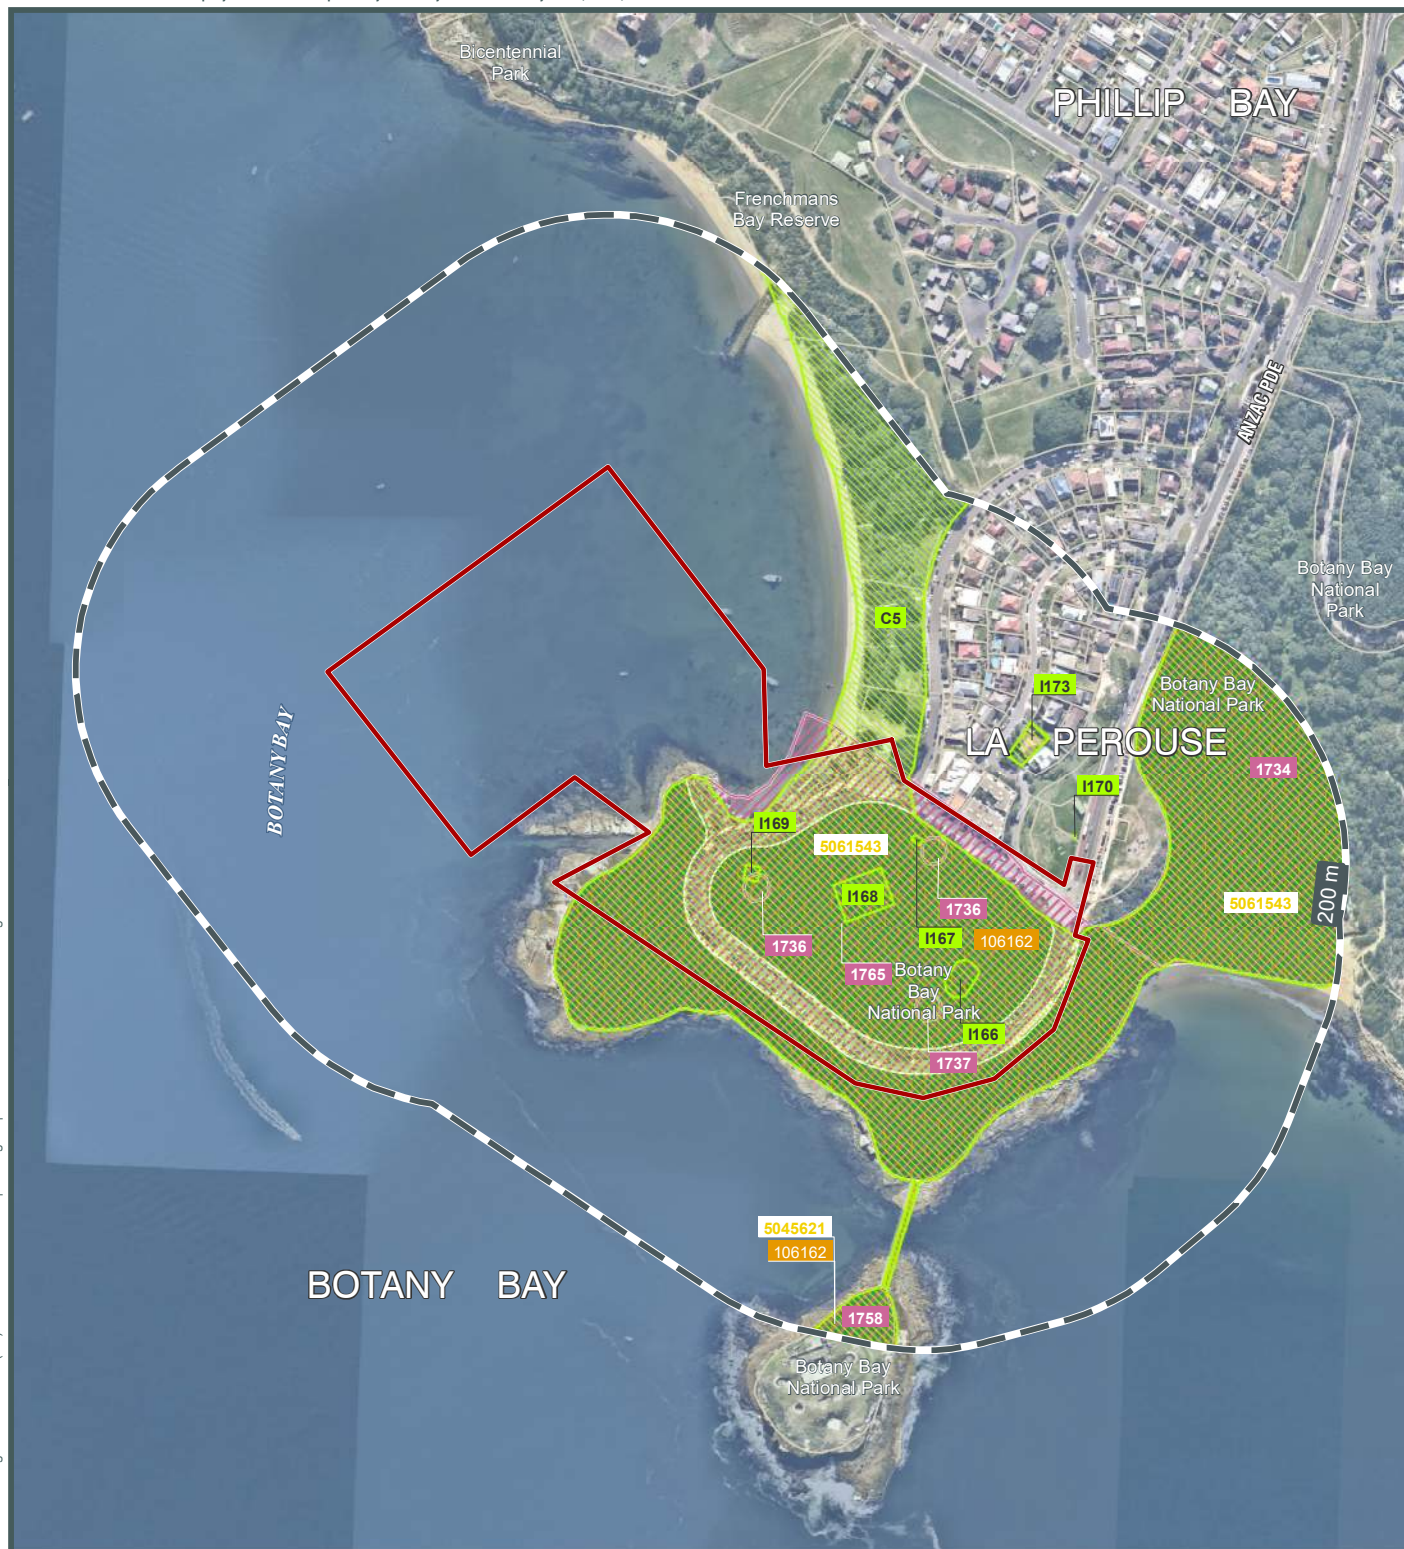 Bicentennial
Park
PHILLIP BAY
Frenchmans
Bay Reserve
ANZAC PDE
Botany Bay
National
Park
C5
I173
Botany Bay
National Park
BOTANY BAY
LA PEROUSE
1734
I170
I169
5061543
I168
1736
5061543
200 m
1736
I167
106162
1765
Botany
Bay
National Park
I166
1737
5045621
106162
BOTANY BAY
1758
Botany Bay
National Park